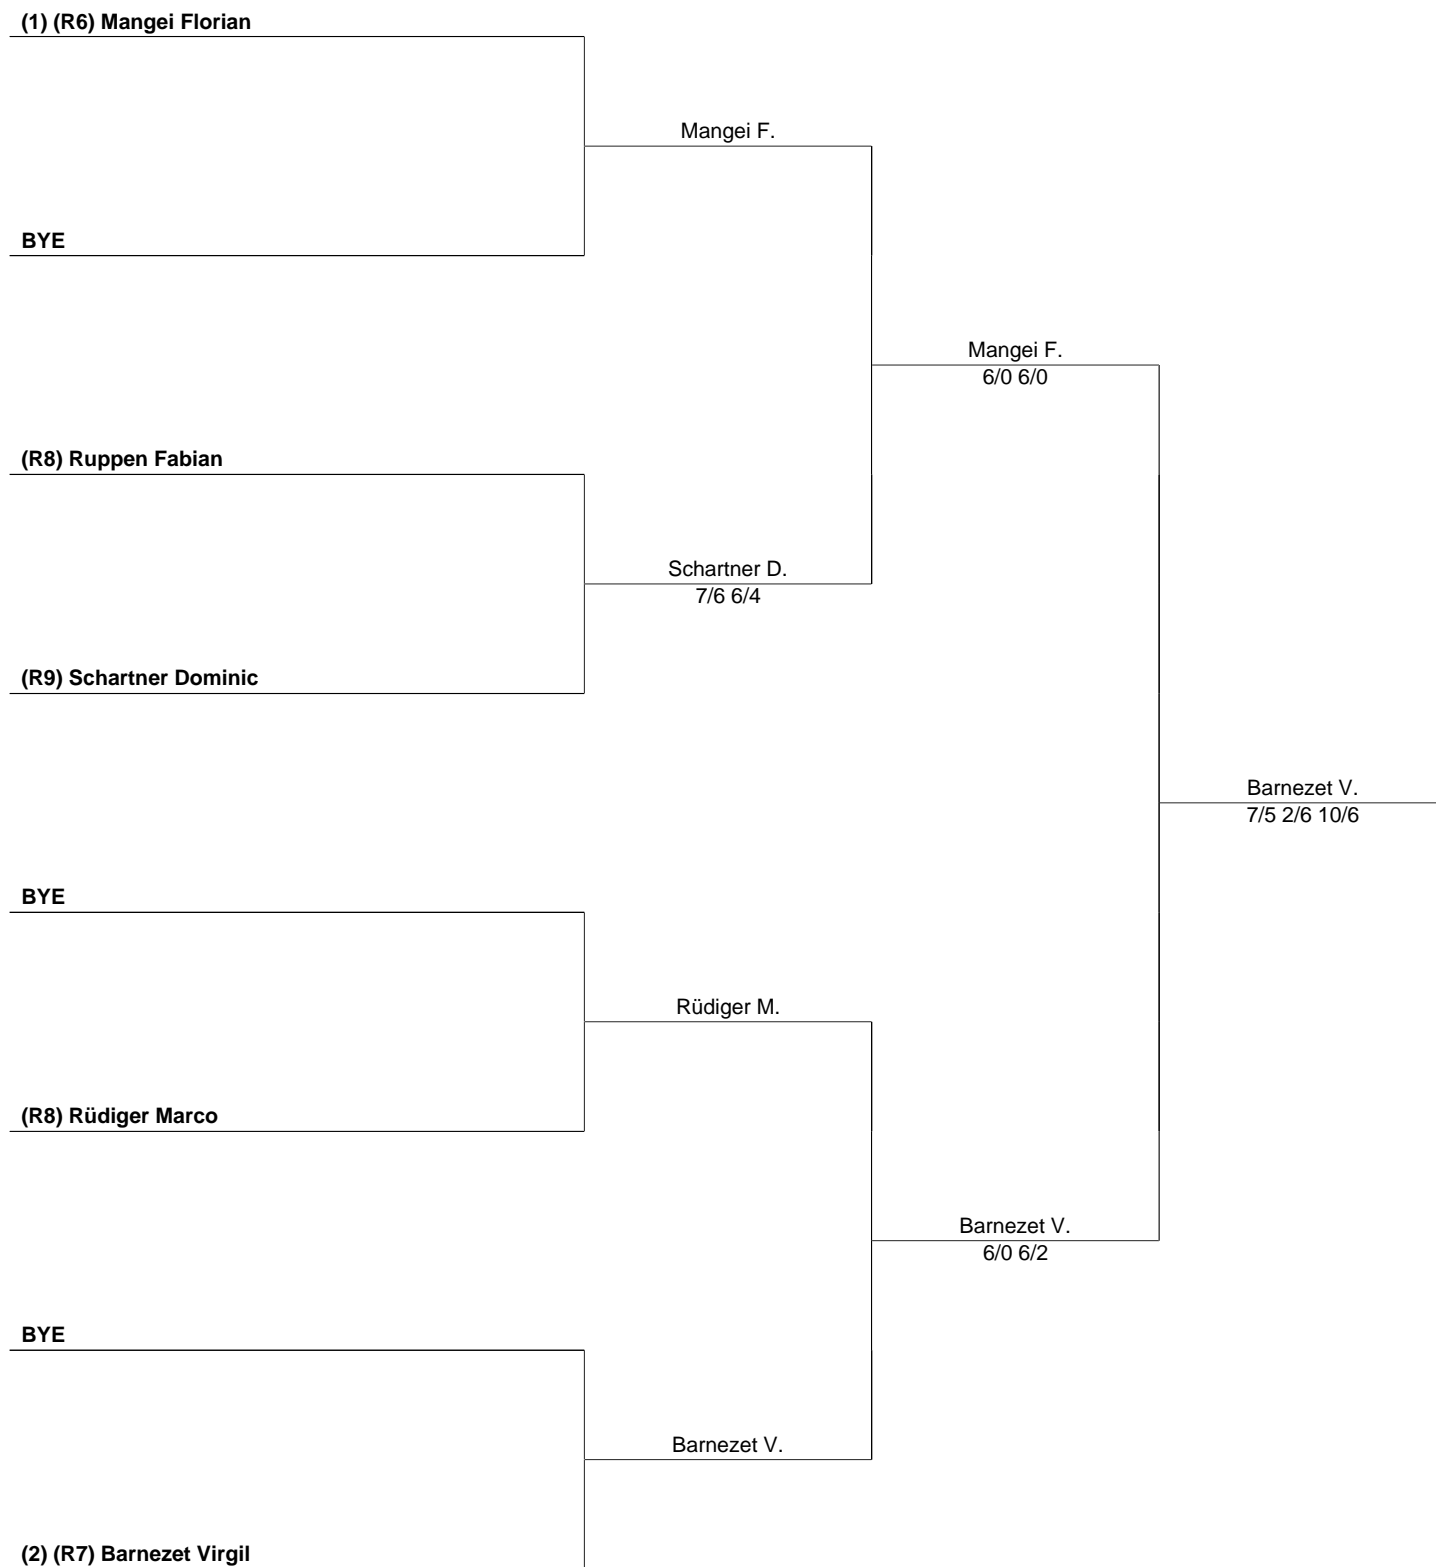 (1) (R6) Mangei Florian
Mangei F.
BYE
Mangei F.
6/0 6/0
(R8) Ruppen Fabian
Schartner D.
7/6 6/4
(R9) Schartner Dominic
Barnezet V.
7/5 2/6 10/6
BYE
Rüdiger M.
(R8) Rüdiger Marco
Barnezet V.
6/0 6/2
BYE
Barnezet V.
(2) (R7) Barnezet Virgil